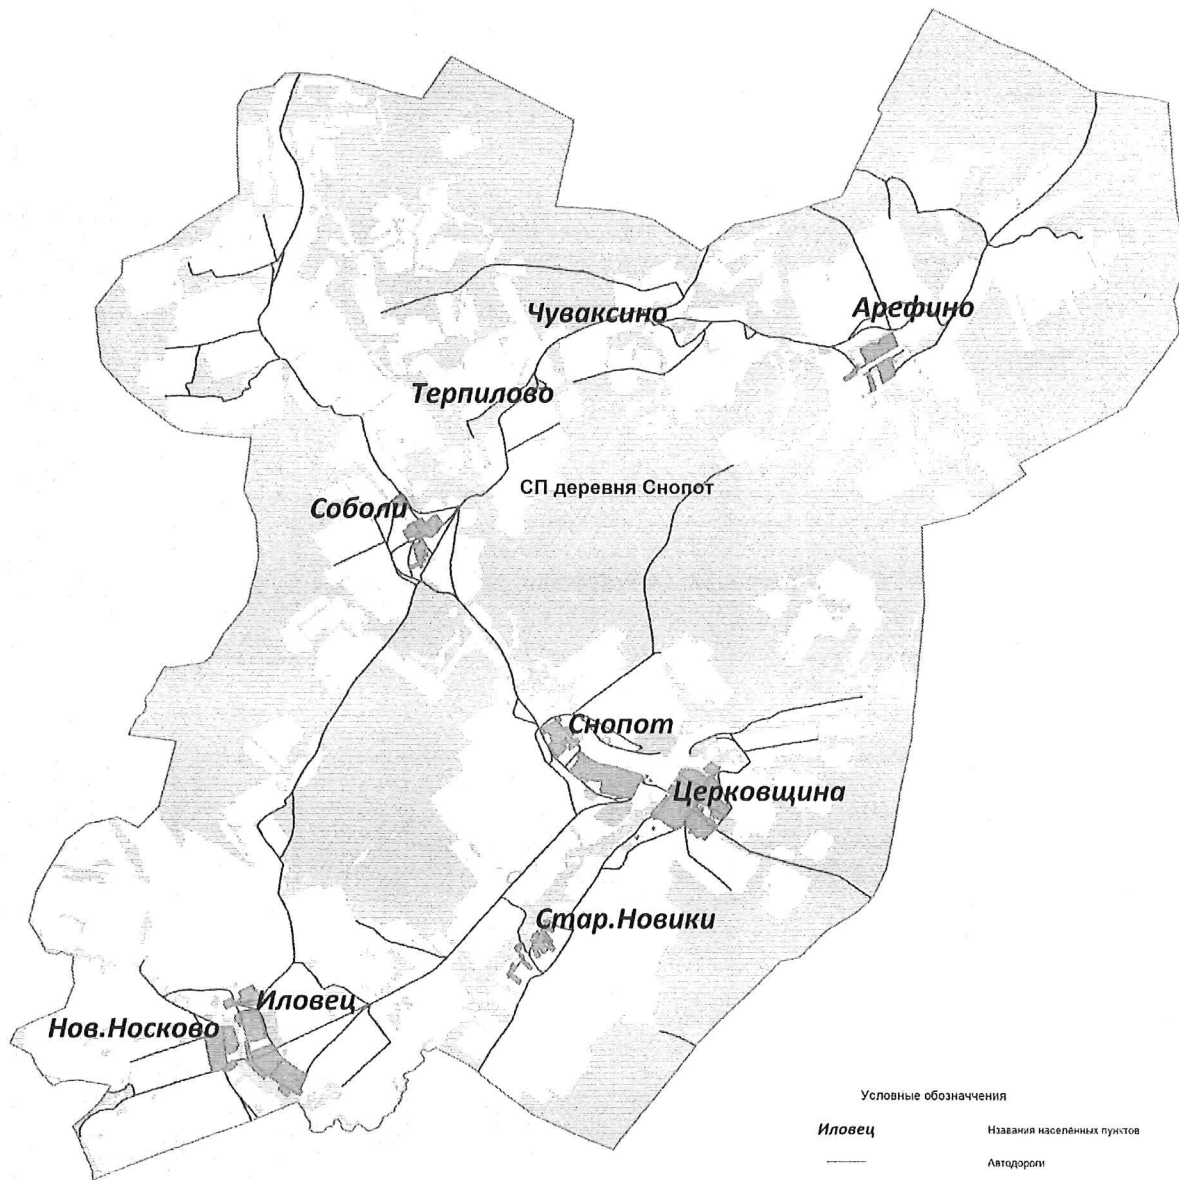 Чуваксино
Арефино
Терпилово
СП деревня Снопот
Соболи
Снопот
Церковщина
Стар.Новики
Иловец
Нов.Носково
Условные обозначчения
Иловец
Нзавания населённых пунктов
Автодороги